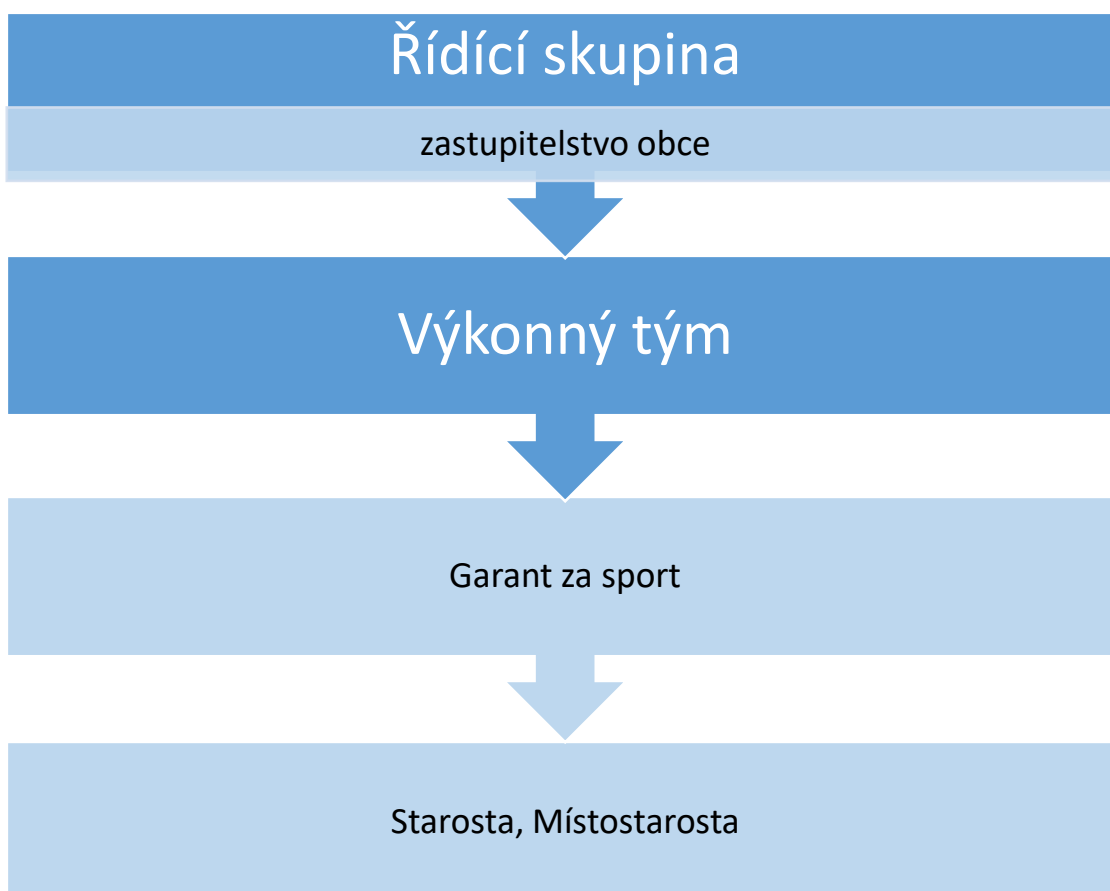 Řídící skupina
zastupitelstvo obce
Výkonný tým
Garant za sport
Starosta, Místostarosta